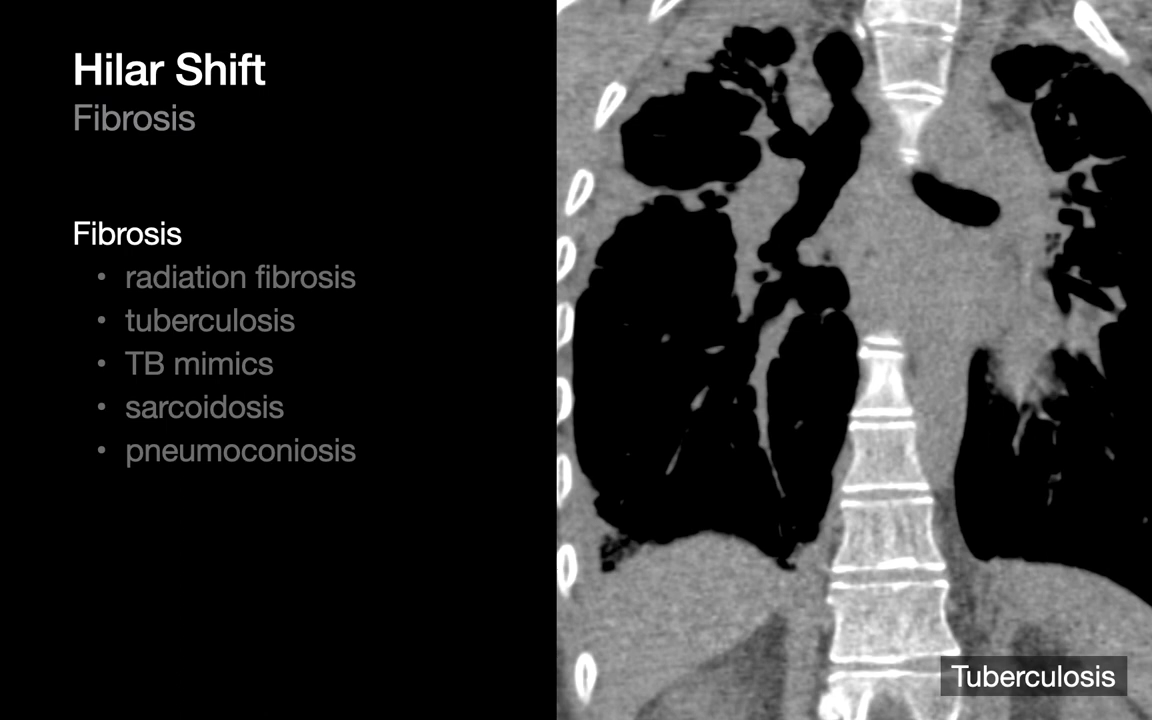 Hilar Shift
Fibrosis
Fibrosis
• radiation fibrosis
• tuberculosis
• TB mimics
• sarcoidosis
• pneumoconiosis
Tuberculosis